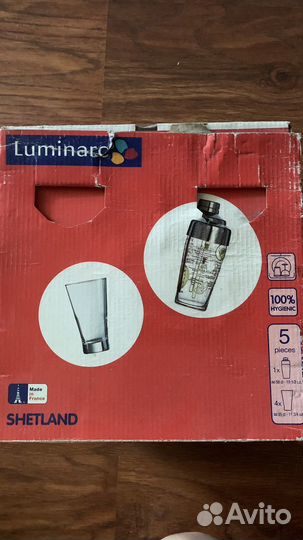 Luminarc
100%
HYGIENIC
5
pieces
1x
4x
Made
in
France
SHETLAND
Avito